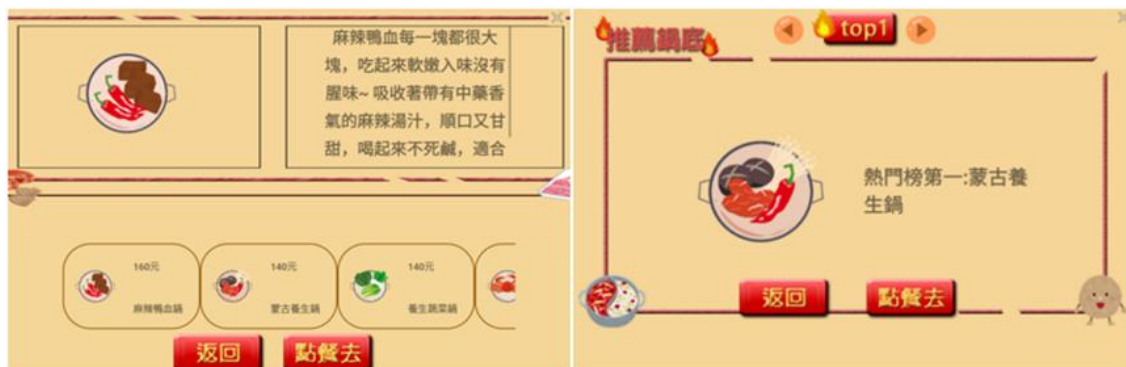 麻辣鴨血每一塊都很大
塊，吃起來軟嫩入味沒有
腥味~ 吸收著帶有中藥香
氣的麻辣湯汁，順口又甘
甜，喝起來不死鹹，適合
160元
麻辣鴨血鍋
140元
蒙古養生鍋
140元
養生蔬菜鍋
返回
點餐去
推薦鍋底
top1
熱門榜第一:蒙古養
生鍋
返回
點餐去